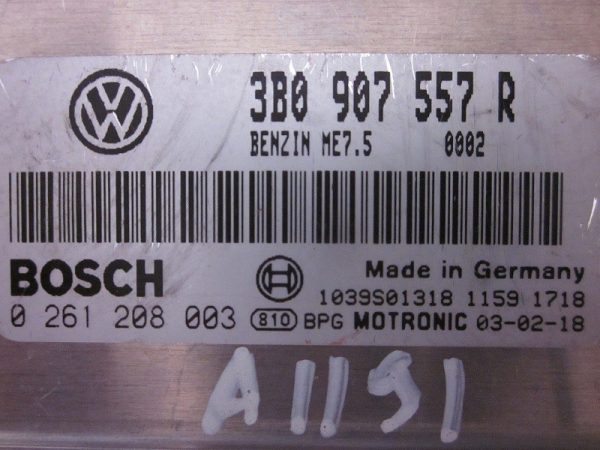 3B0 907 557 R
BENZIN ME7.5 0002
BOSCH Made in Germany
1039S01318 1159 1718
0 261 208 003 810 BPG MOTRONIC 03-02-18
A1191